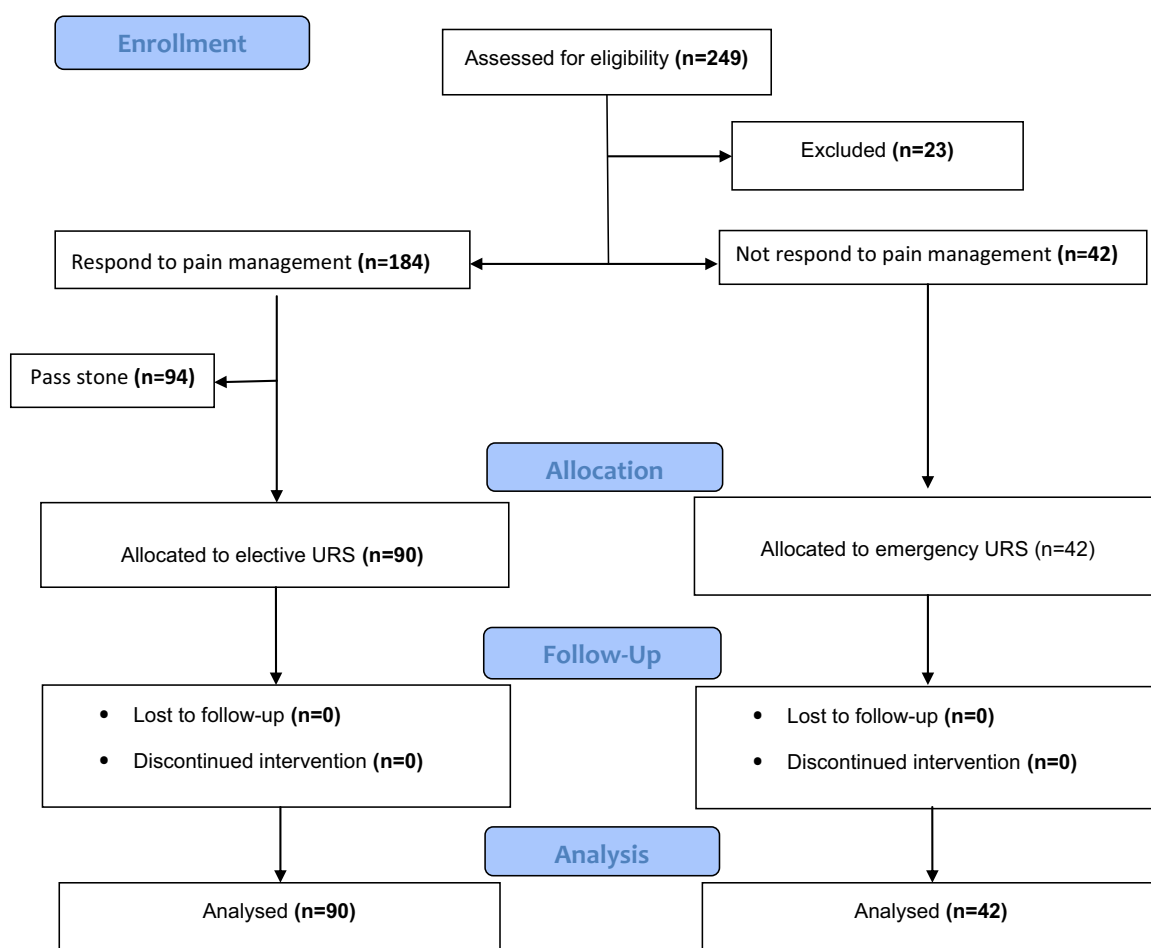 Enrollment
Assessed for eligibility (n=249)
Excluded (n=23)
Respond to pain management (n=184)
Not respond to pain management (n=42)
Pass stone (n=94)
Allocation
Allocated to elective URS (n=90)
Allocated to emergency URS (n=42)
Follow-Up
• Lost to follow-up (n=0)
• Discontinued intervention (n=0)
• Lost to follow-up (n=0)
• Discontinued intervention (n=0)
Analysis
Analysed (n=90)
Analysed (n=42)